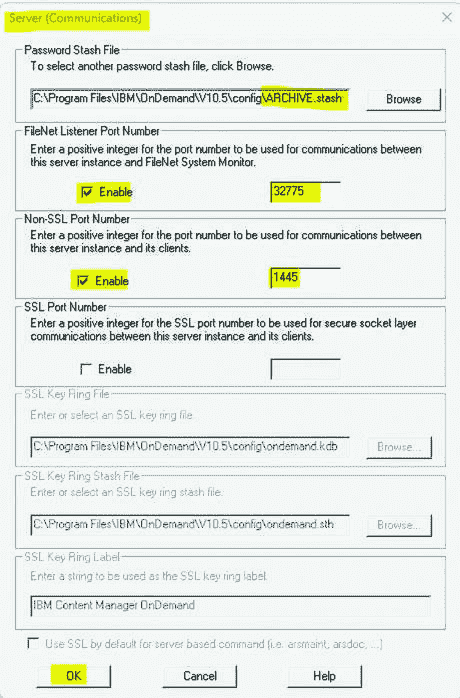 Server (Communications)
Password Stash File
To select another password stash file, click Browse.
C:\Program Files\IBM\OnDemand\V10.5\config\ARCHIVE.stash
Browse
FileNet Listener Port Number
Enter a positive integer for the port number to be used for communications between
this server instance and FileNet System Monitor.
Enable
32775
Non-SSL Port Number
Enter a positive integer for the port number to be used for communications between
this server instance and its clients.
Enable
1445
SSL Port Number
Enter a positive integer for the SSL port number to be used for secure socket layer
communications between this server instance and its clients.
Enable
SSL Key Ring File
Enter or select an SSL key ring file.
C:\Program Files\IBM\OnDemand\V10.5\config\ondemand.kdb
Browse...
SSL Key Ring Stash File
Enter or select an SSL key ring stash file.
C:\Program Files\IBM\OnDemand\V10.5\config\ondemand.sth
Browse...
SSL Key Ring Label
Enter a string to be used as the SSL key ring label.
IBM Content Manager OnDemand
Use SSL by default for server based command (i.e. arsmaint, arsdoc, ...)
OK
Cancel
Help